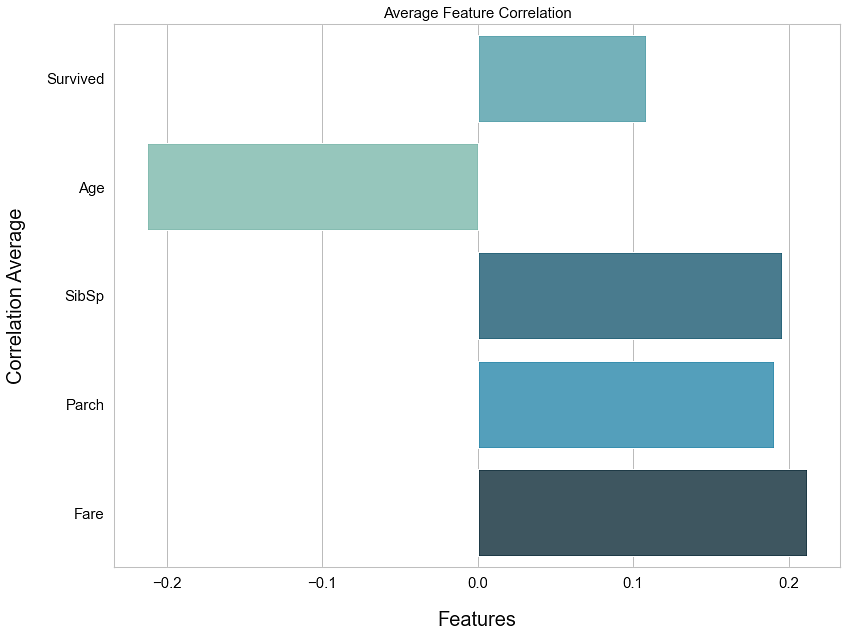 Average Feature Correlation
Survived
Age
SibSp
Parch
Fare
Correlation Average
−0.2
−0.1
0.0
0.1
0.2
Features